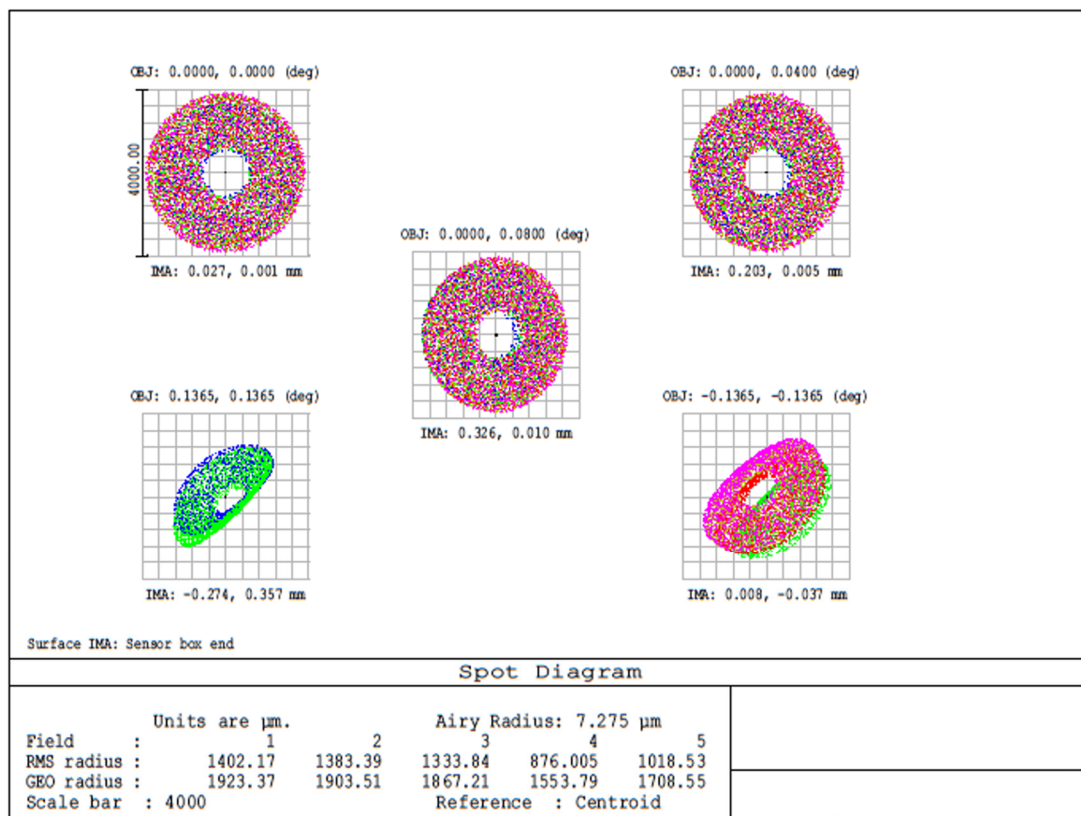 OBJ: 0.0000, 0.0000 (deg)
OBJ: 0.0000, 0.0400 (deg)
4000.00
IMA: 0.027, 0.001 mm
IMA: 0.203, 0.005 mm
OBJ: 0.0000, 0.0800 (deg)
IMA: 0.326, 0.010 mm
OBJ: 0.1365, 0.1365 (deg)
OBJ: -0.1365, -0.1365 (deg)
IMA: -0.274, 0.357 mm
IMA: 0.008, -0.037 mm
Surface IMA: Sensor box end
Spot Diagram
Units are µm. Airy Radius: 7.275 µm
Field : 1 2 3 4 5
RMS radius : 1402.17 1383.39 1333.84 876.005 1018.53
GEO radius : 1923.37 1903.51 1867.21 1553.79 1708.55
Scale bar : 4000 Reference : Centroid